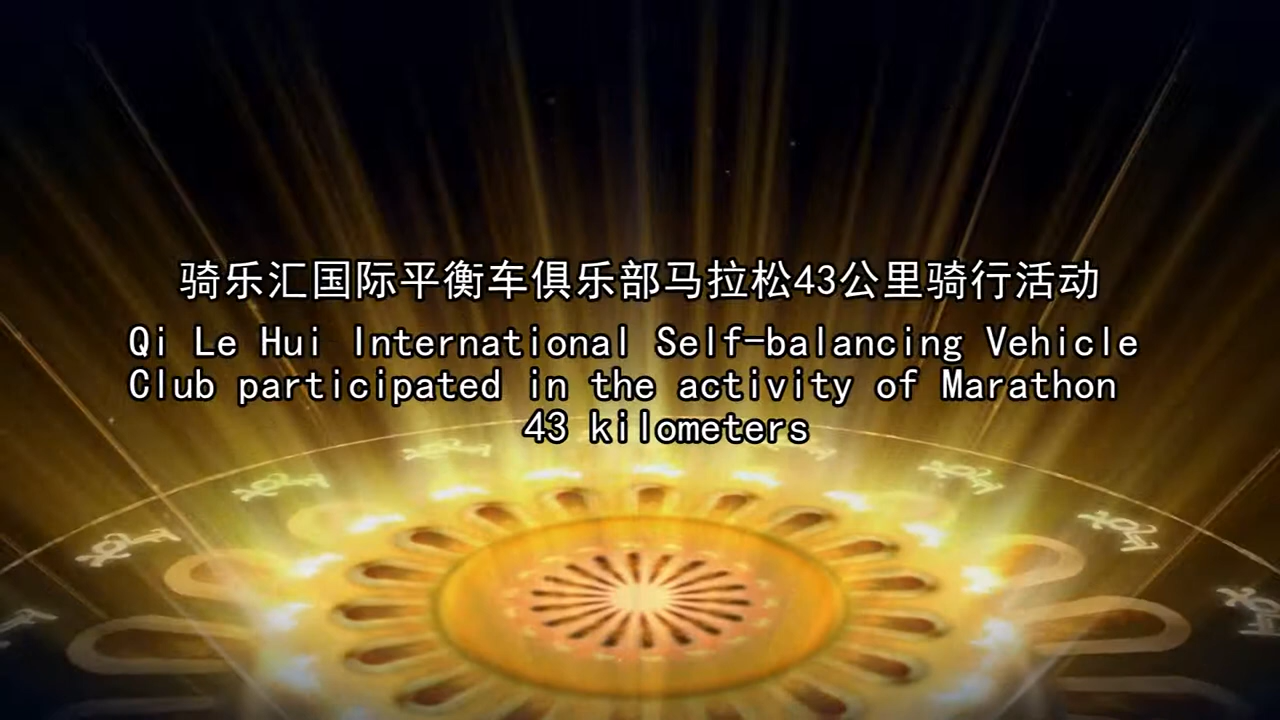 骑乐汇国际平衡车俱乐部马拉松43公里骑行活动
Qi Le Hui International Self-balancing Vehicle
Club participated in the activity of Marathon
43 kilometers